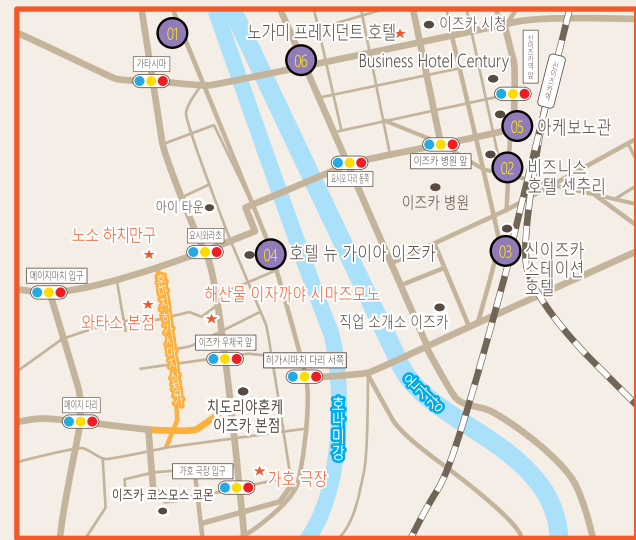 01
노가미 프레지던트 호텔
이즈카 시청
06
가타시마
Business Hotel Century
신이즈카역 앞
신이즈카역
05
아케보노관
이즈카 병원 앞
요시오 다리 동쪽
02
비즈니스
호텔 센추리
아이 타운
이즈카 병원
노소 하치만구
요시와라초
04
호텔 뉴 가이아 이즈카
03
신이즈카
스테이션
호텔
메이지마치 입구
해산물 이자까야 시마즈모노
와타소 본점
직업 소개소 이즈카
이즈카 우체국 앞
히가시마치 다리 서쪽
메이지 다리
치도리야혼케
이즈카 본점
호나미강
온가강
가호 극장 입구
가호 극장
이즈카 코스모스 코몬